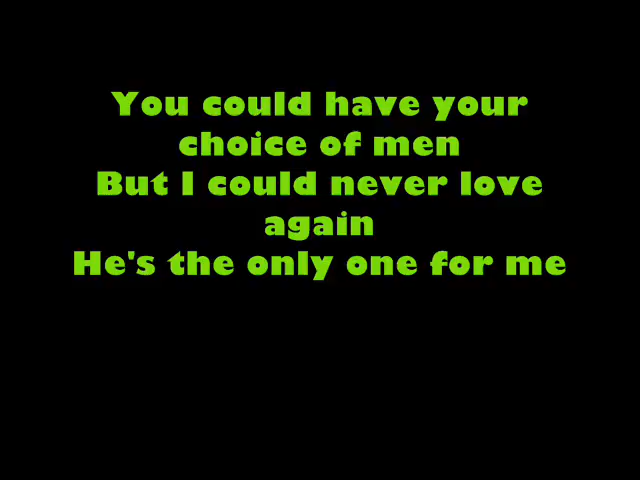 You could have your
choice of men
But I could never love
again
He's the only one for me